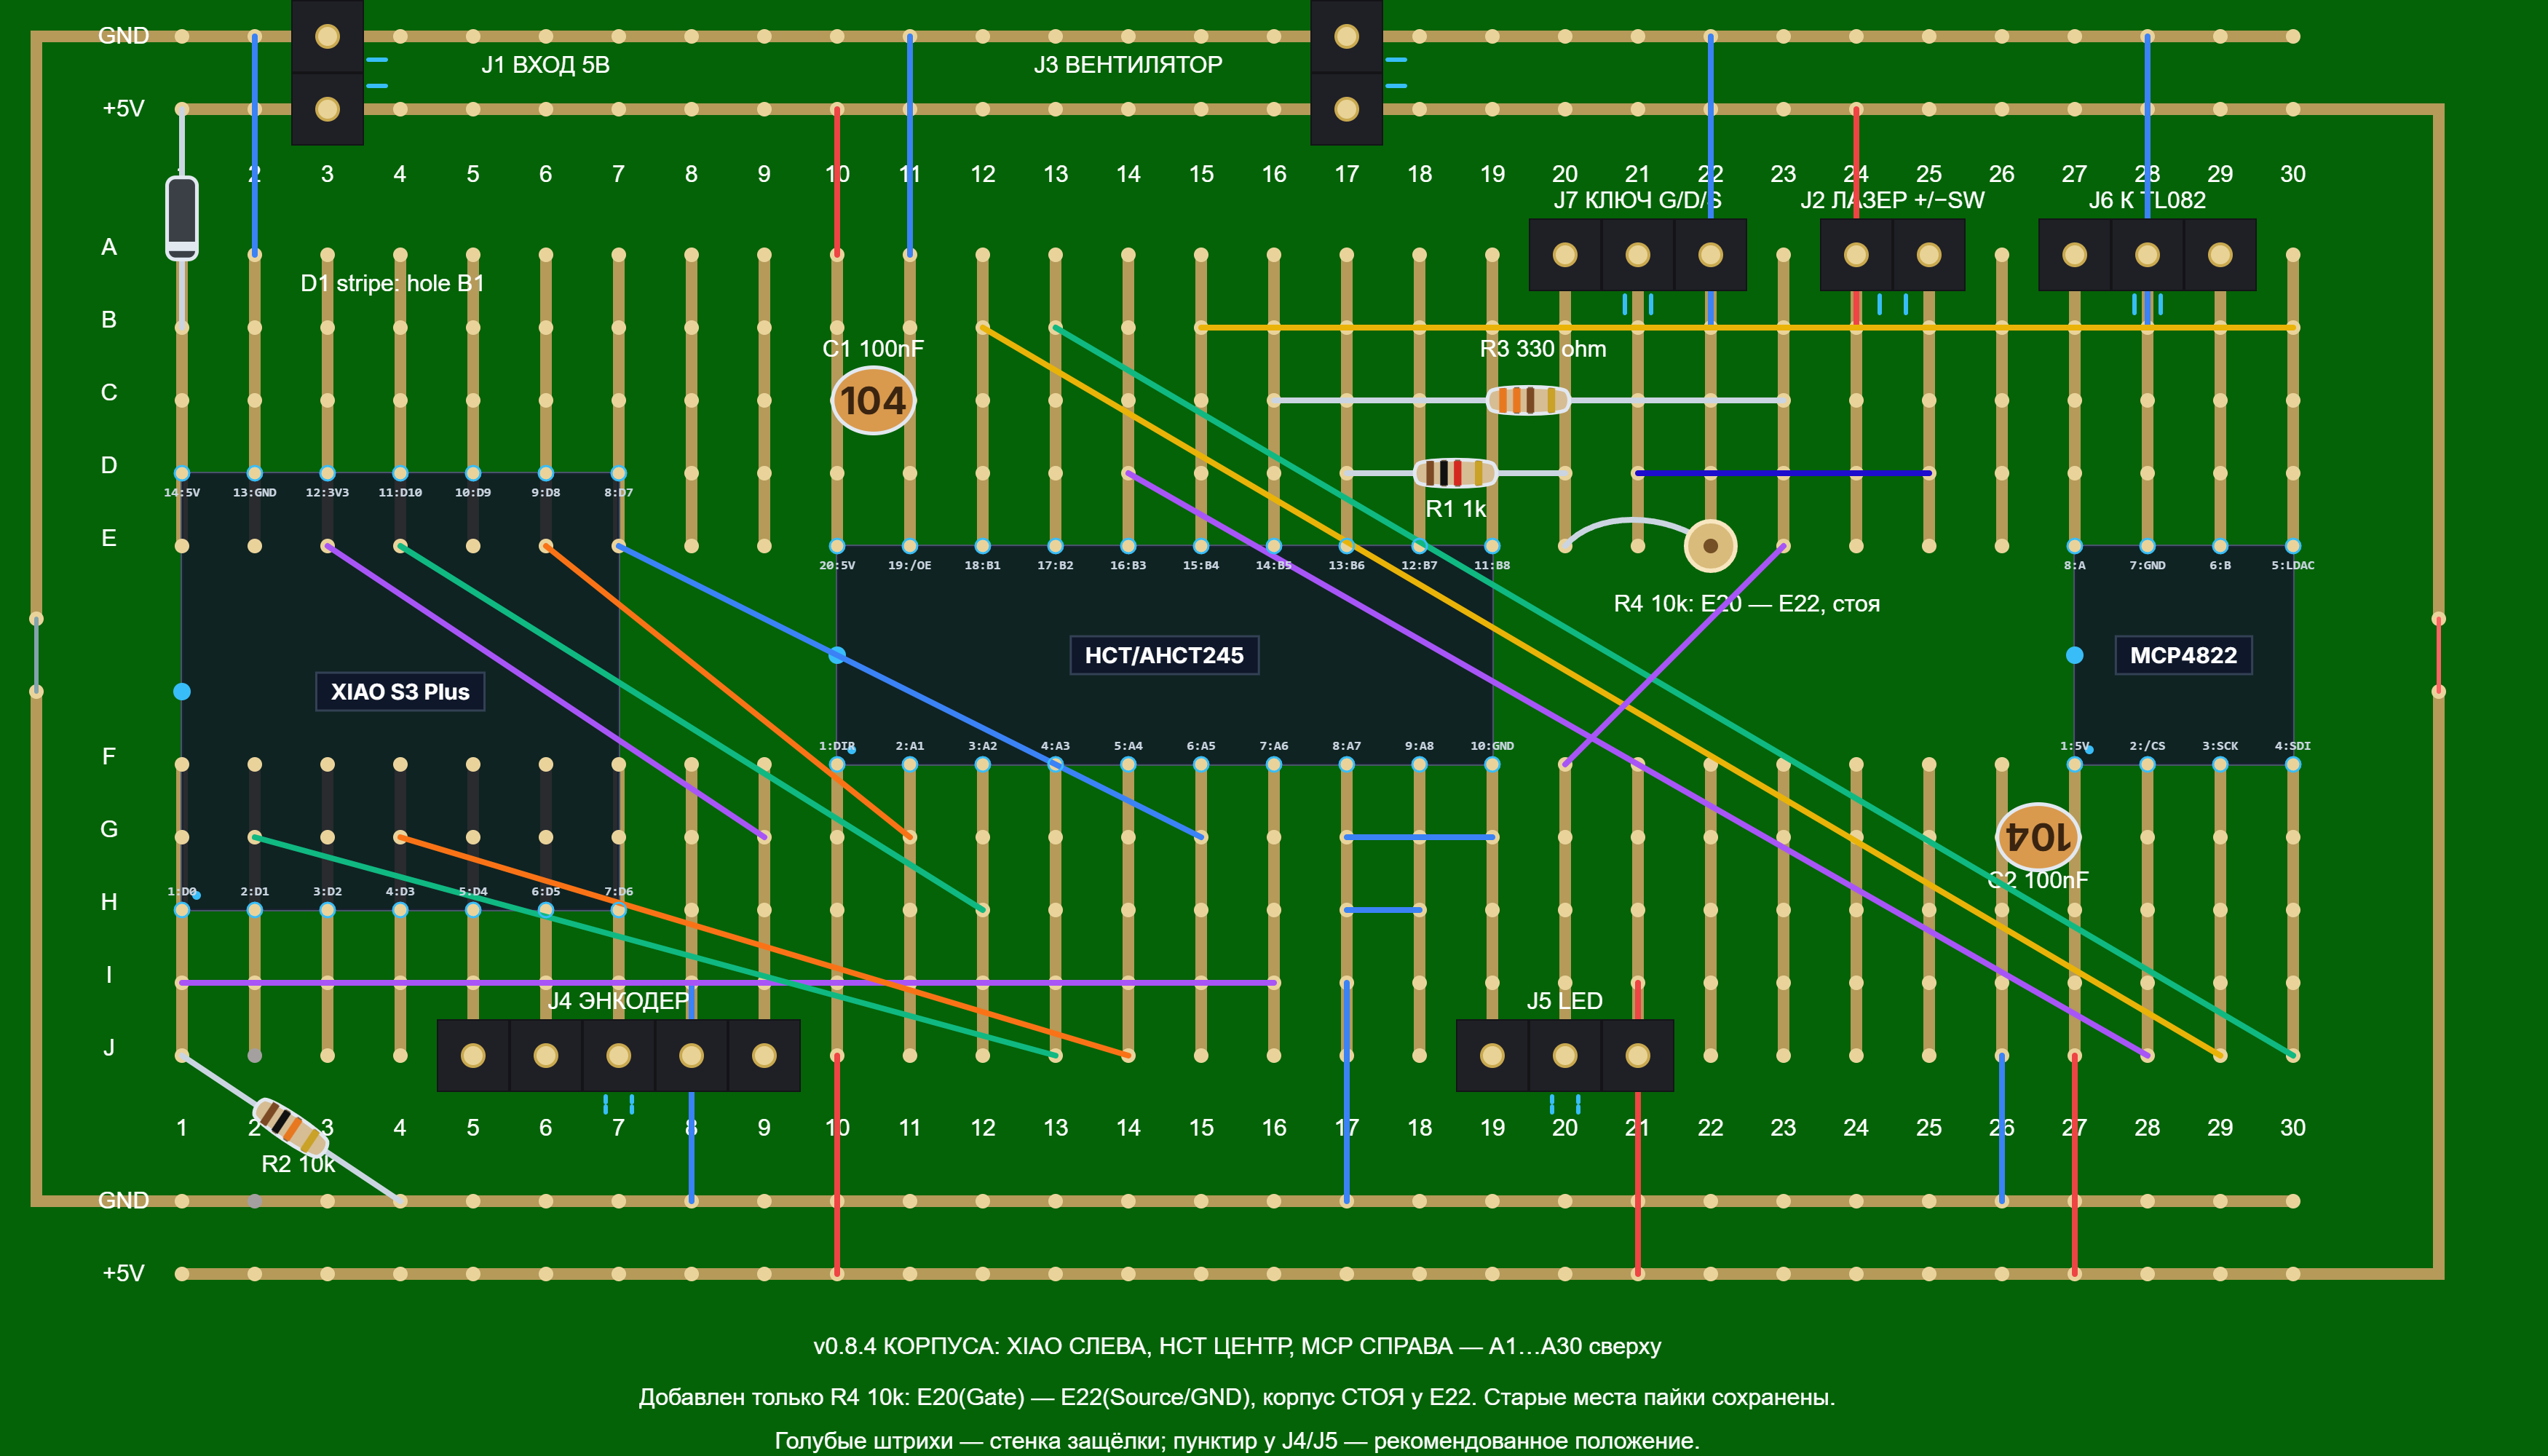 GND
J1 ВХОД 5В
J3 ВЕНТИЛЯТОР
+5V
1 2 3 4 5 6 7 8 9 10 11 12 13 14 15 16 17 18 19 20 21 22 23 24 25 26 27 28 29 30
J7 КЛЮЧ G/D/S
J2 ЛАЗЕР +/−SW
J6 К TL082
A
D1 stripe: hole B1
B
C1 100nF
R3 330 ohm
C
104
D
14:5V 13:GND 12:3V3 11:D10 10:D9 9:D8 8:D7
R1 1k
E
20:5V 19:/OE 18:B1 17:B2 16:B3 15:B4 14:B5 13:B6 12:B7 11:B8
8:A 7:GND 6:B 5:LDAC
R4 10k: E20 — E22, стоя
XIAO S3 Plus
HCT/AHCT245
MCP4822
F
1:DIR 2:A1 3:A2 4:A3 5:A4 6:A5 7:A6 8:A7 9:A8 10:GND
1:5V 2:/CS 3:SCK 4:SDI
G
104
C2 100nF
H
1:D0 2:D1 3:D2 4:D3 5:D4 6:D5 7:D6
I
J4 ЭНКОДЕР
J5 LED
J
1 2 3 4 5 6 7 8 9 10 11 12 13 14 15 16 17 18 19 20 21 22 23 24 25 26 27 28 29 30
R2 10k
GND
+5V
v0.8.4 КОРПУСА: XIAO СЛЕВА, HCT ЦЕНТР, MCP СПРАВА — A1…A30 сверху
Добавлен только R4 10k: E20(Gate) — E22(Source/GND), корпус СТОЯ у E22. Старые места пайки сохранены.
Голубые штрихи — стенка защёлки; пунктир у J4/J5 — рекомендованное положение.